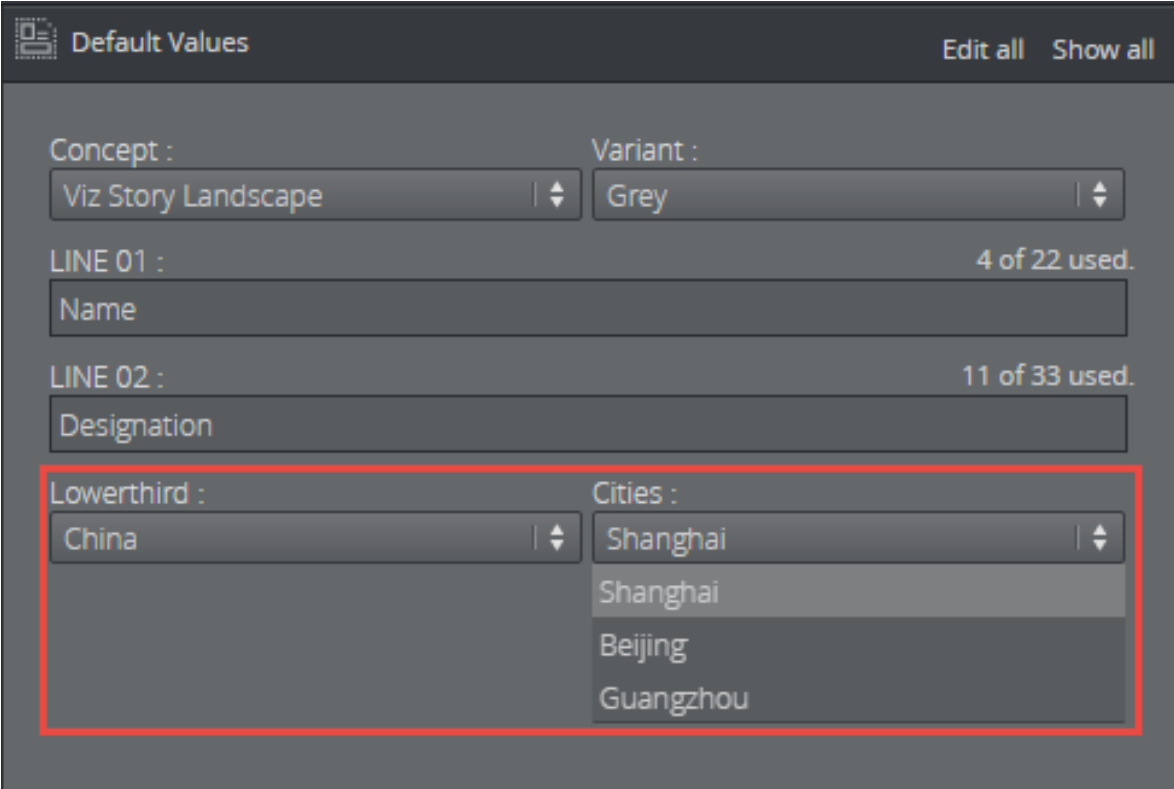 Default Values
Edit all Show all
Concept : Variant :
Viz Story Landscape Grey
LINE 01 : 4 of 22 used.
Name
LINE 02 : 11 of 33 used.
Designation
Lowerthird : Cities :
China Shanghai
Shanghai
Beijing
Guangzhou